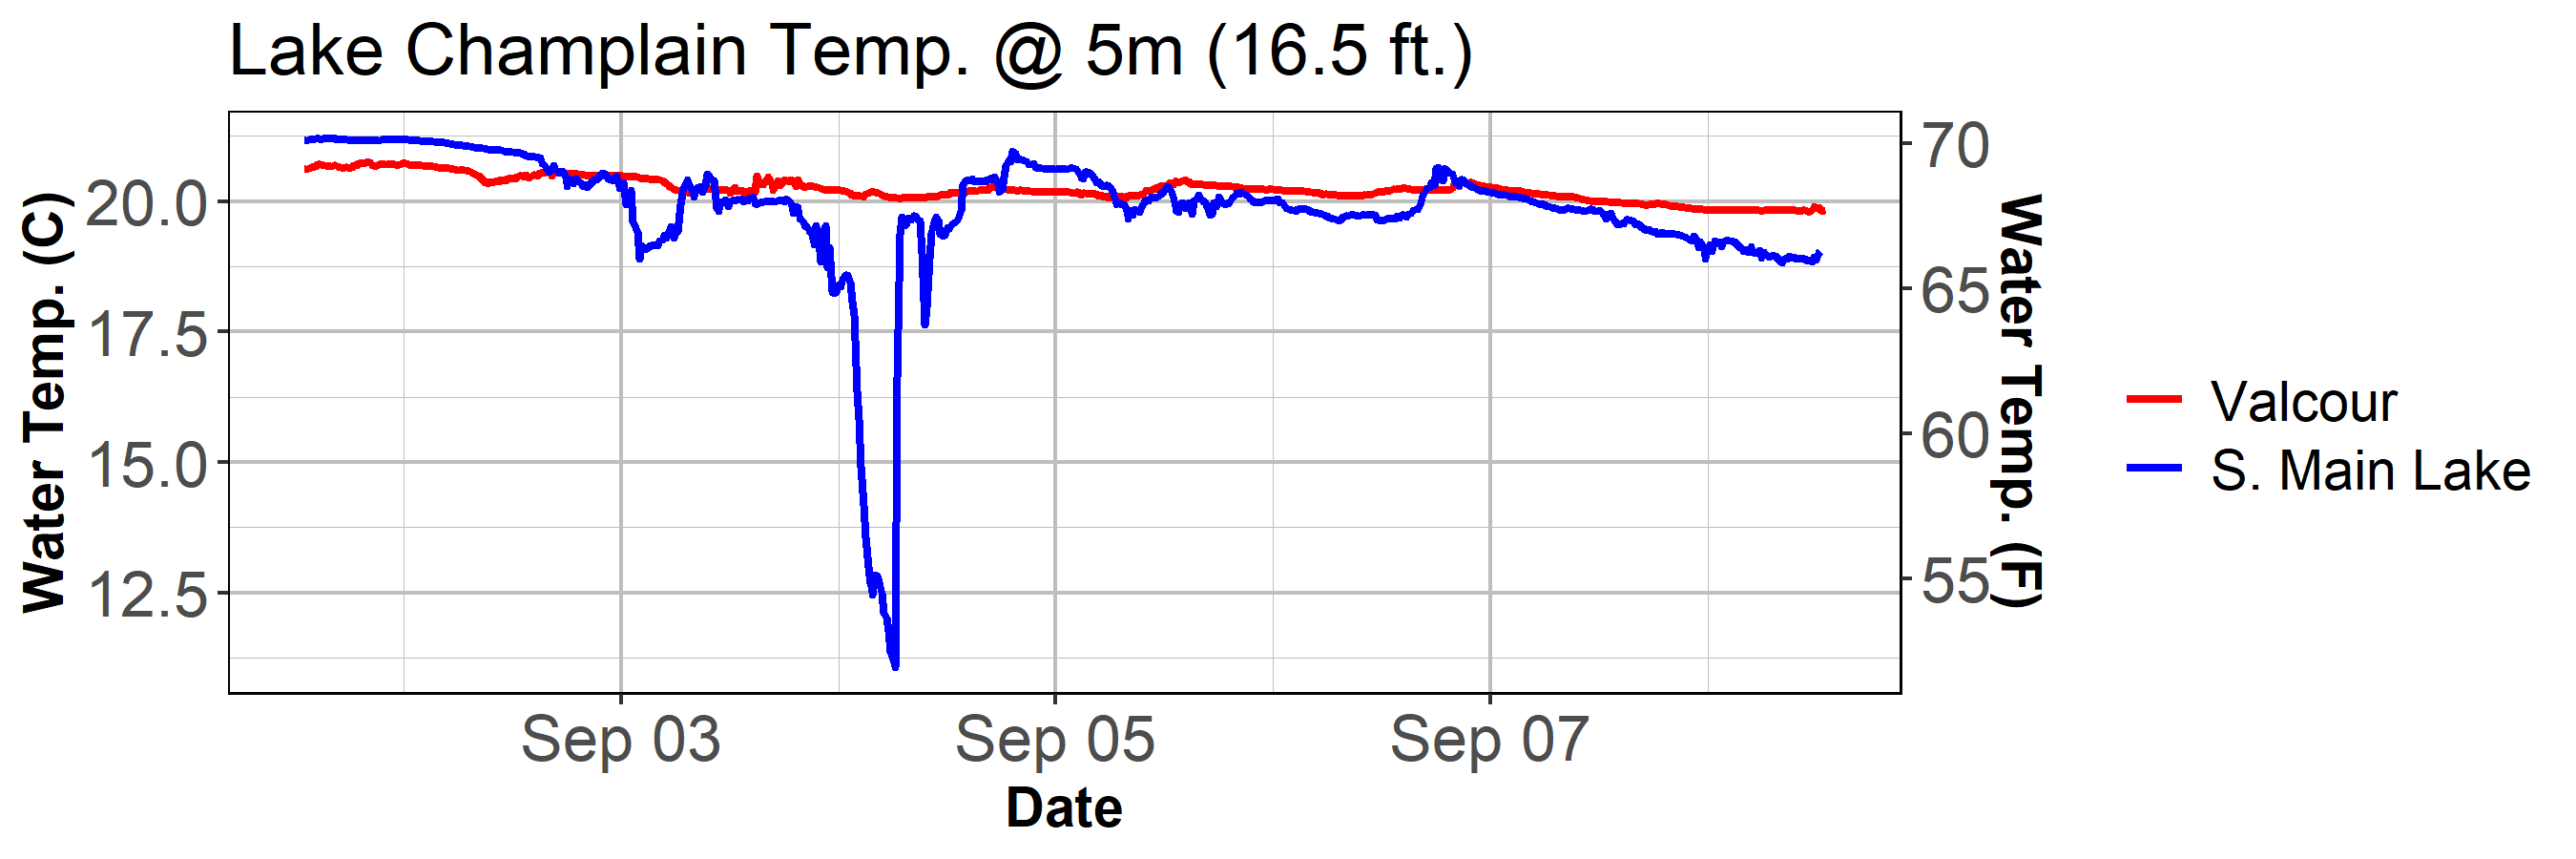 Lake Champlain Temp. @ 5m (16.5 ft.)
Water Temp. (C)
20.0
17.5
15.0
12.5
70
65
60
55
Water Temp. (F)
Sep 03
Sep 05
Sep 07
Date
Valcour
S. Main Lake